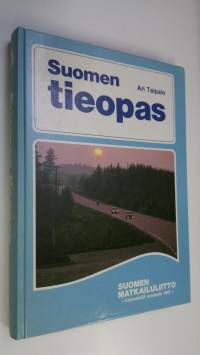 Ari Taipale
Suomen
tieopas
SUOMEN
MATKAILULIITTO